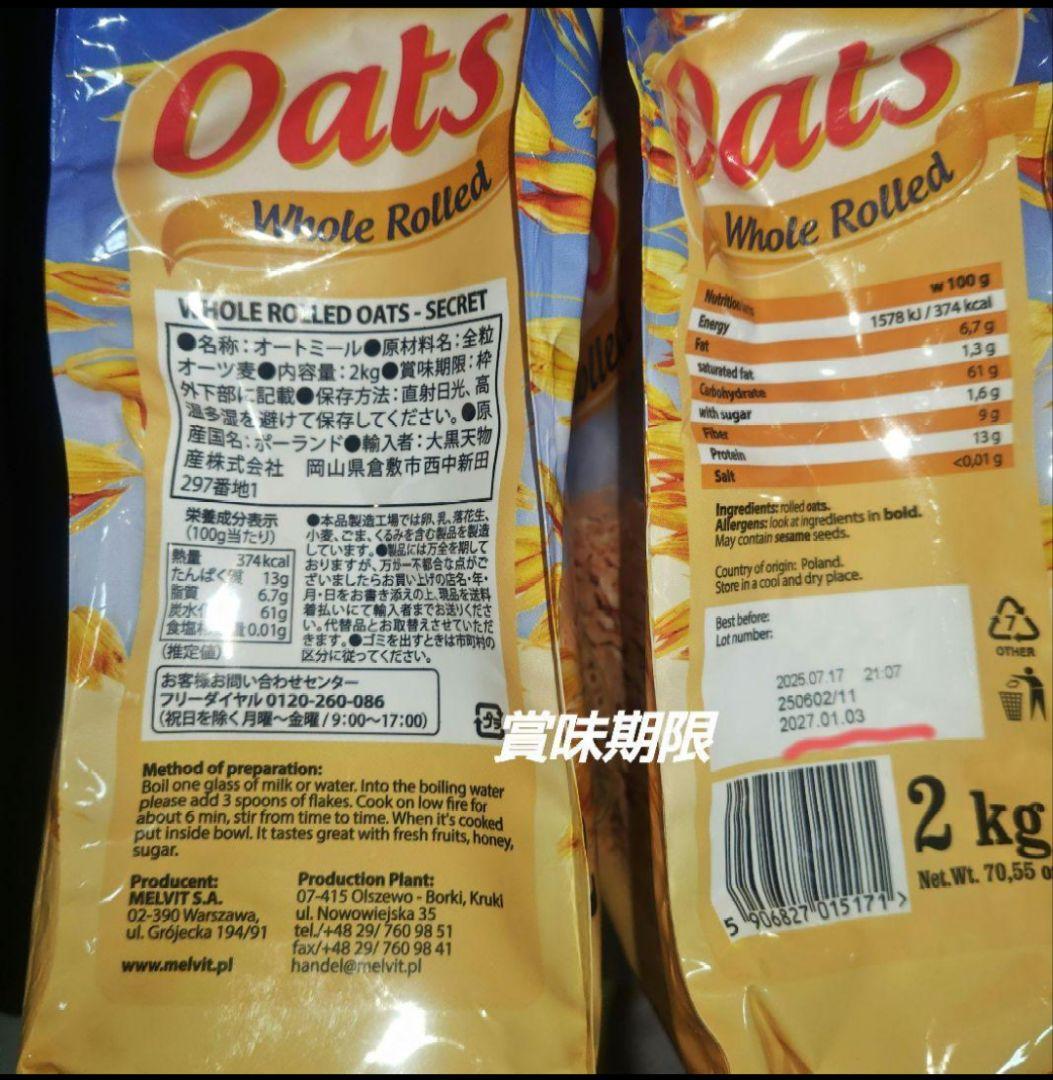 Oats
Whole Rolled
WHOLE ROLLED OATS - SECRET
●名称：オートミール●原材料名：全粒
オーツ麦●内容量：2kg●賞味期限：枠
外下部に記載●保存方法：直射日光、高
温多湿を避けて保存してください。●原
産国名：ポーランド●輸入者：大黒天物
産株式会社 岡山県倉敷市西中新田
297番地1
栄養成分表示
(100g当たり)
熱量 374kcal
たんぱく質 13g
脂質 6.7g
炭水化 61g
食塩 量0.01g
(推定値)
●本品製造工場では卵、乳、落花生、
小麦、ごま、くるみを含む製品を製造
しています。●製品には万全を期して
おりますが、万が一不都合な点がご
ざいましたらお買い上げの店名・年・
月・日をお書き添えの上、現品を送料
着払いにて輸入者までお送りくださ
い。代替品とお取替えさせていただ
きます。●ゴミを出すときは市町村の
区分に従ってください。
お客様お問い合わせセンター
フリーダイヤル 0120-260-086
(祝日を除く月曜～金曜 / 9：00～17：00)
プラ
賞味期限
Method of preparation:
Boil one glass of milk or water. Into the boiling water
please add 3 spoons of flakes. Cook on low fire for
about 6 min, stir from time to time. When it's cooked
put inside bowl. It tastes great with fresh fruits, honey,
sugar.
Producent:
MELVIT S.A.
02-390 Warszawa,
ul. Grójecka 194/91
www.melvit.pl
Production Plant:
07-415 Olszewo - Borki, Kruki
ul. Nowowiejska 35
tel./+48 29/ 760 98 51
fax/+48 29/ 760 98 41
handel@melvit.pl
Oats
Whole Rolled
w 100 g
Energy 1578 kJ / 374 kcal
Fat 6,7 g
saturated fat 1,3 g
Carbohydrate 61 g
with sugar 1,6 g
Fiber 9 g
Protein 13 g
Salt <0,01 g
Ingredients: rolled oats.
Allergens: look at ingredients in bold.
May contain sesame seeds.
Country of origin: Poland.
Store in a cool and dry place.
Best before:
Lot number:
2025.07.17 21:07
250602/11
2027.01.03
7
OTHER
5 906827 015171 >
2 kg
Net.Wt. 70,55 o